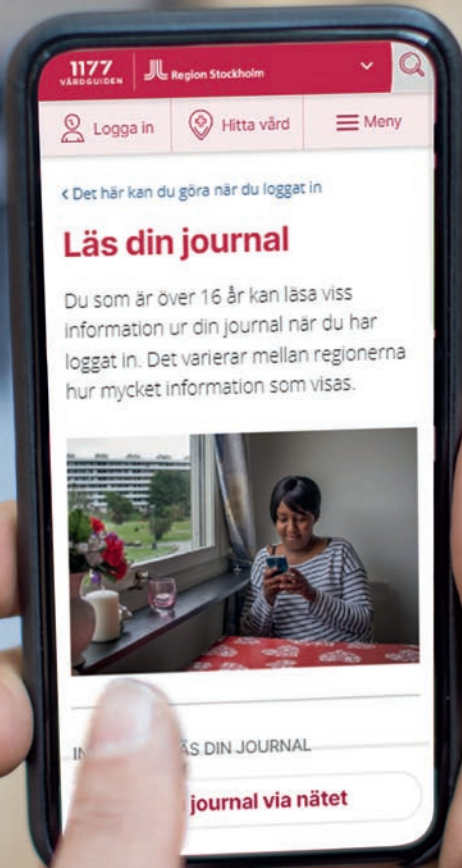 1177
VÅRDGUIDEN
Region Stockholm
Logga in
Hitta vård
Meny
< Det här kan du göra när du loggat in
Läs din journal
Du som är över 16 år kan läsa viss
information ur din journal när du har
loggat in. Det varierar mellan regionerna
hur mycket information som visas.
DIN JOURNAL
journal via nätet